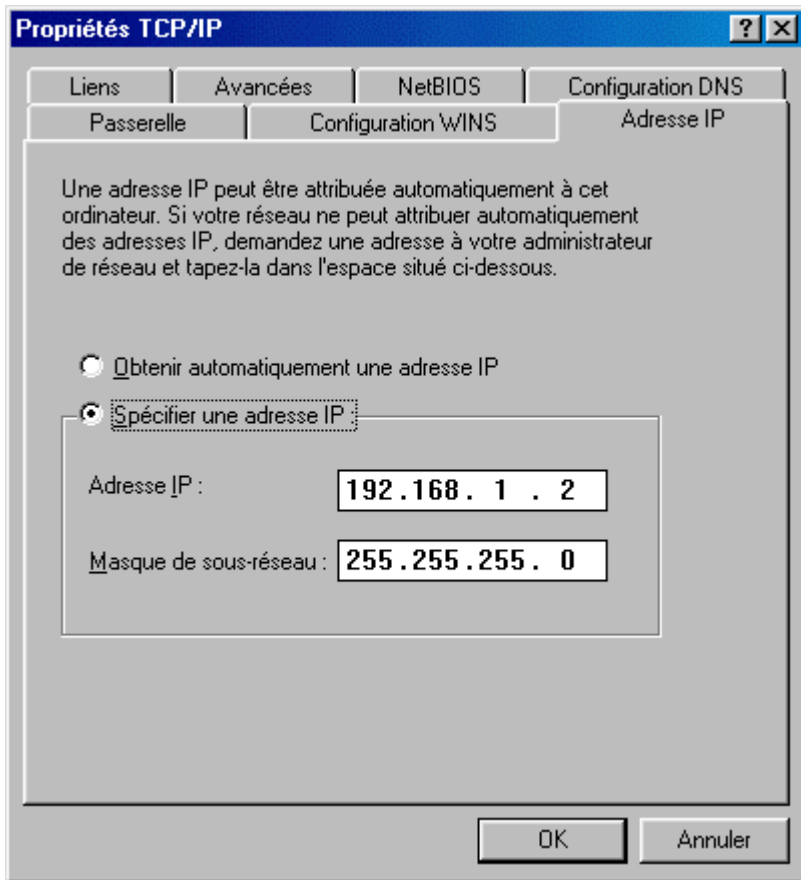 Propriétés TCP/IP
Liens Avancées NetBIOS Configuration DNS
Passerelle Configuration WINS Adresse IP
Une adresse IP peut être attribuée automatiquement à cet
ordinateur. Si votre réseau ne peut attribuer automatiquement
des adresses IP, demandez une adresse à votre administrateur
de réseau et tapez-la dans l'espace situé ci-dessous.
Obtenir automatiquement une adresse IP
Spécifier une adresse IP :
Adresse IP : 192.168. 1 . 2
Masque de sous-réseau : 255.255.255. 0
OK Annuler